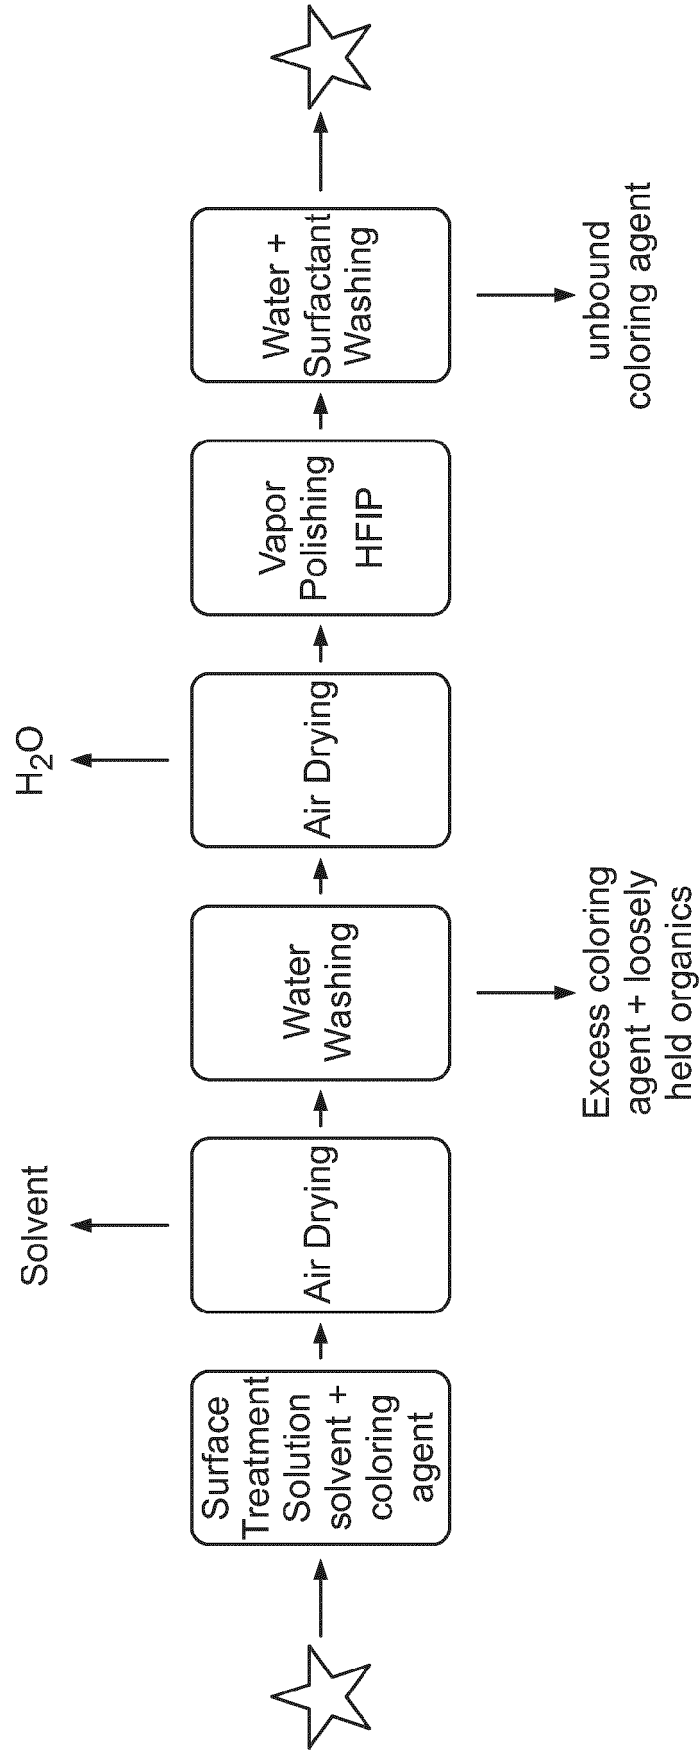 Solvent
H₂O
Surface
Treatment
Solution
solvent +
coloring
agent
Air Drying
Water
Washing
Air Drying
Vapor
Polishing
HFIP
Water +
Surfactant
Washing
Excess coloring
agent + loosely
held organics
unbound
coloring agent